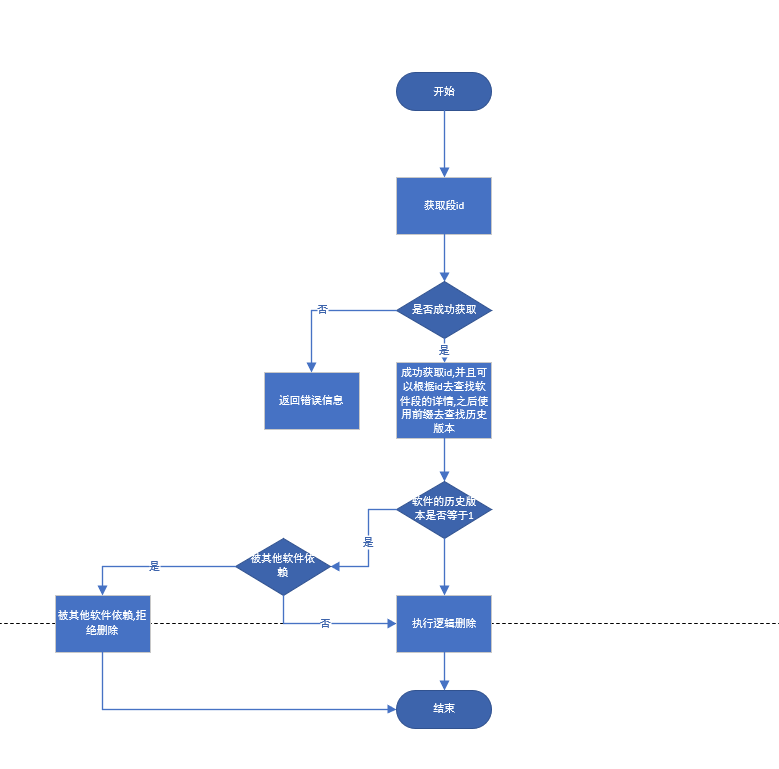 开始
获取段id
是否成功获取
否
是
返回错误信息
成功获取id,并且可
以根据id去查找软
件段的详情,之后使
用前缀去查找历史
版本
软件的历史版
本是否等于1
是
被其他软件依
赖
是
被其他软件依赖,拒
绝删除
否
执行逻辑删除
结束